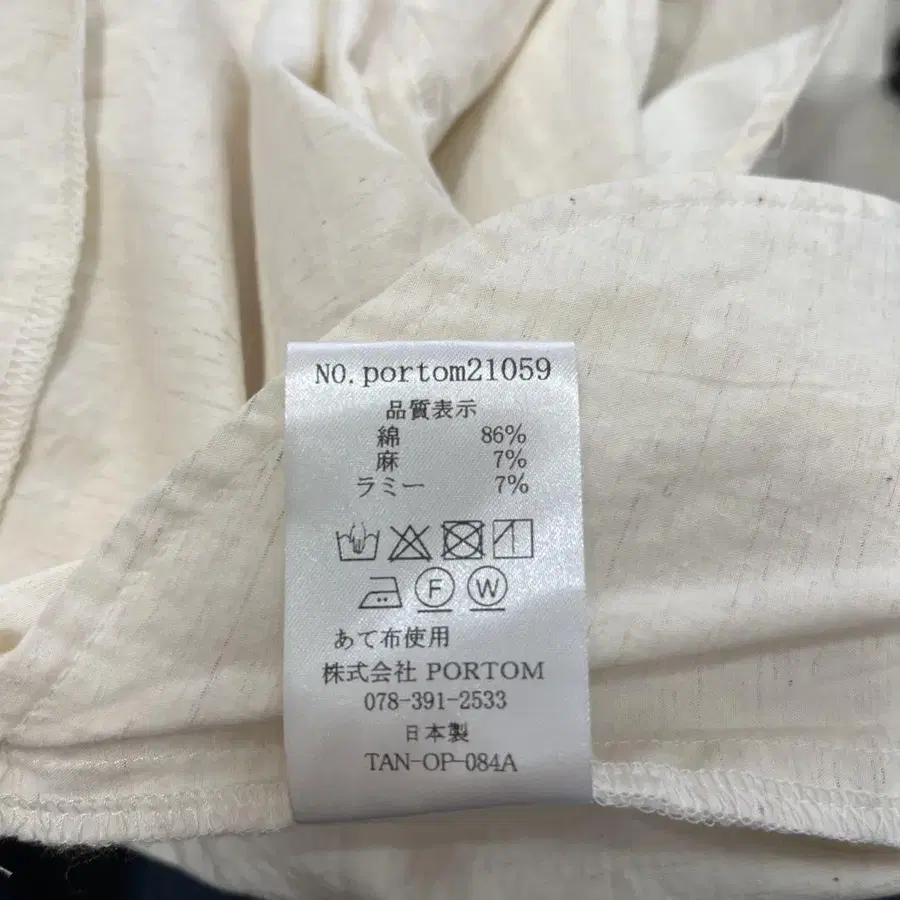 NO.portom21059
品質表示
綿 86%
麻 7%
ラミー 7%
F W
あて布使用
株式会社 PORTOM
078-391-2533
日本製
TAN-OP-084A